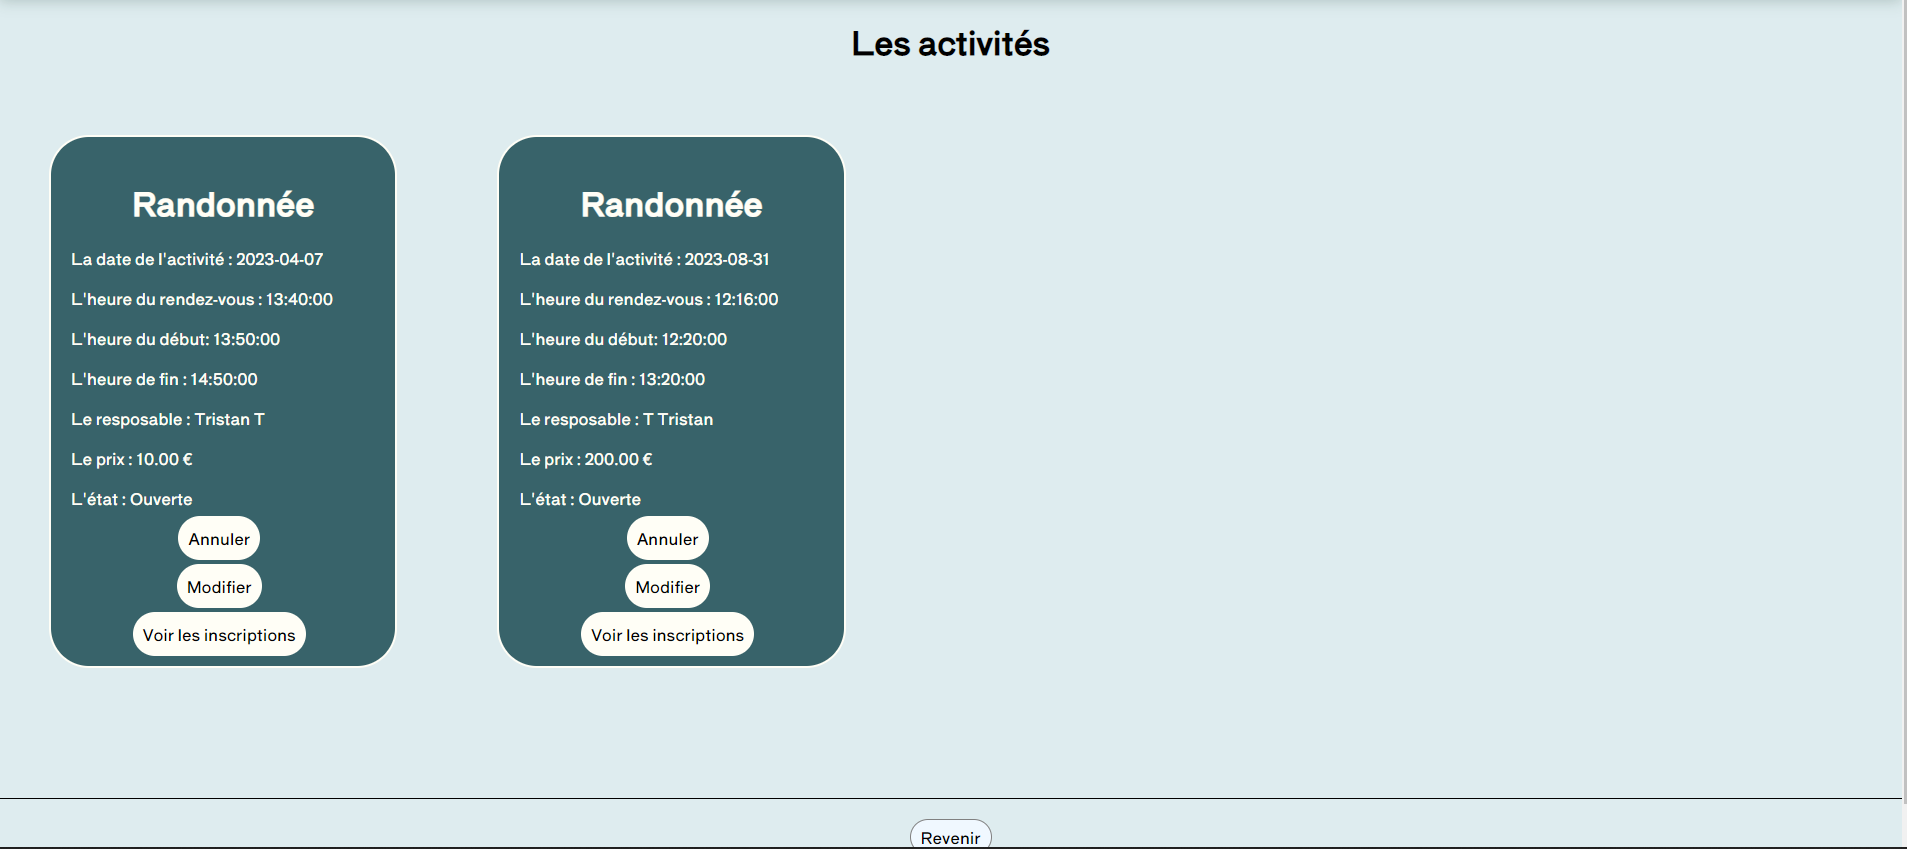 Les activités
Randonnée
La date de l'activité : 2023-04-07
L'heure du rendez-vous : 13:40:00
L'heure du début: 13:50:00
L'heure de fin : 14:50:00
Le resposable : Tristan T
Le prix : 10.00 €
L'état : Ouverte
Annuler
Modifier
Voir les inscriptions
Randonnée
La date de l'activité : 2023-08-31
L'heure du rendez-vous : 12:16:00
L'heure du début: 12:20:00
L'heure de fin : 13:20:00
Le resposable : T Tristan
Le prix : 200.00 €
L'état : Ouverte
Annuler
Modifier
Voir les inscriptions
Revenir